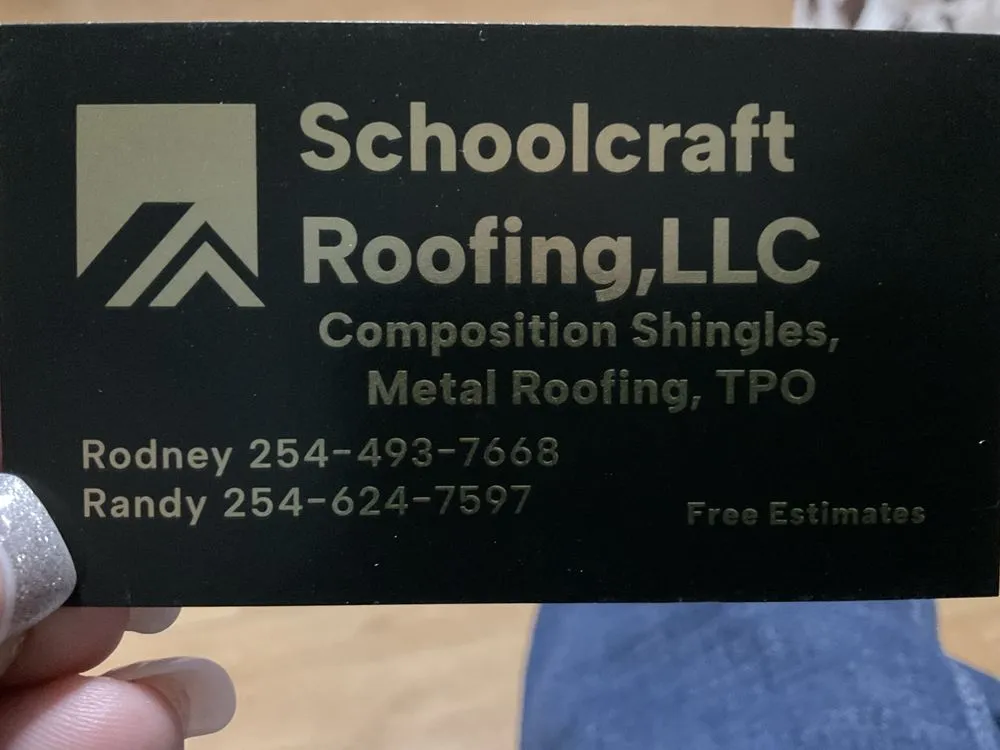 Schoolcraft
Roofing,LLC
Composition Shingles,
Metal Roofing, TPO
Rodney 254-493-7668
Randy 254-624-7597
Free Estimates